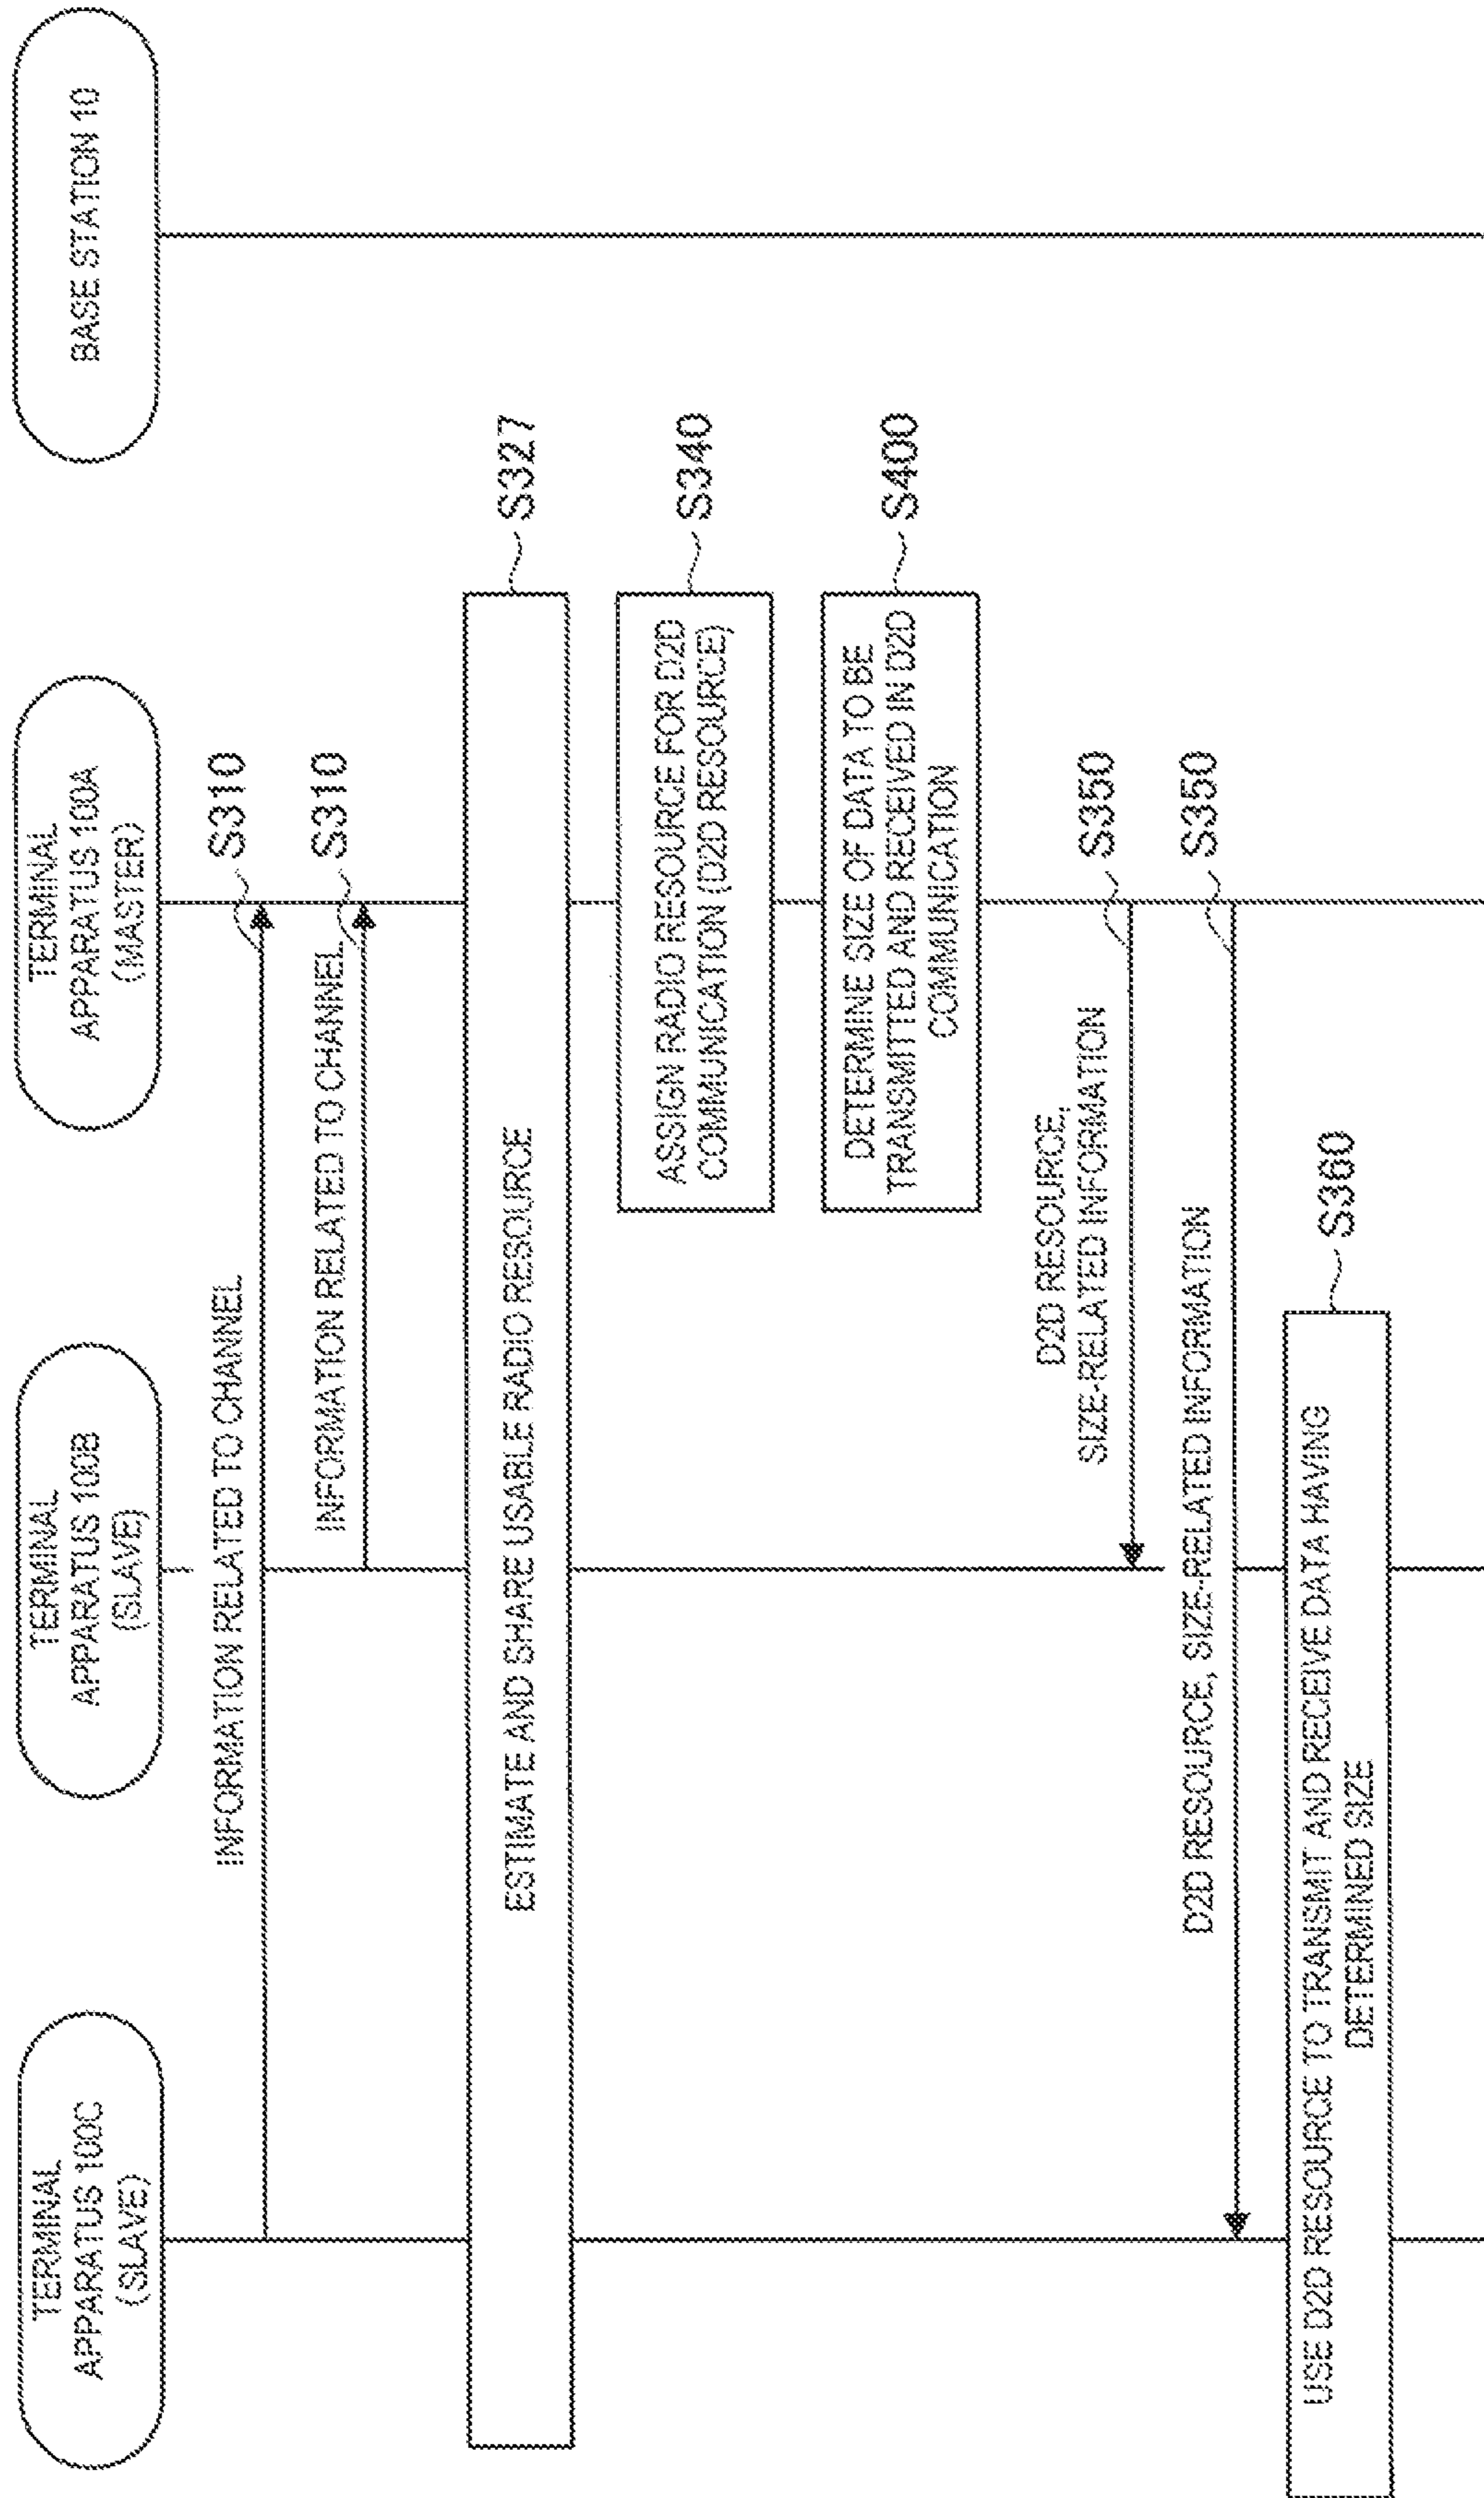 TERMINAL
APPARATUS 100C
(SLAVE)
TERMINAL
APPARATUS 100B
(SLAVE)
TERMINAL
APPARATUS 100A
(MASTER)
BASE STATION 10
INFORMATION RELATED TO CHANNEL
S310
INFORMATION RELATED TO CHANNEL
S310
ESTIMATE AND SHARE USABLE RADIO RESOURCE
S327
ASSIGN RADIO RESOURCE FOR D2D
COMMUNICATION (D2D RESOURCE)
S340
DETERMINE SIZE OF DATA TO BE
TRANSMITTED AND RECEIVED IN D2D
COMMUNICATION
S400
D2D RESOURCE,
SIZE-RELATED INFORMATION
S350
D2D RESOURCE, SIZE-RELATED INFORMATION
S350
USE D2D RESOURCE TO TRANSMIT AND RECEIVE DATA HAVING
DETERMINED SIZE
S360